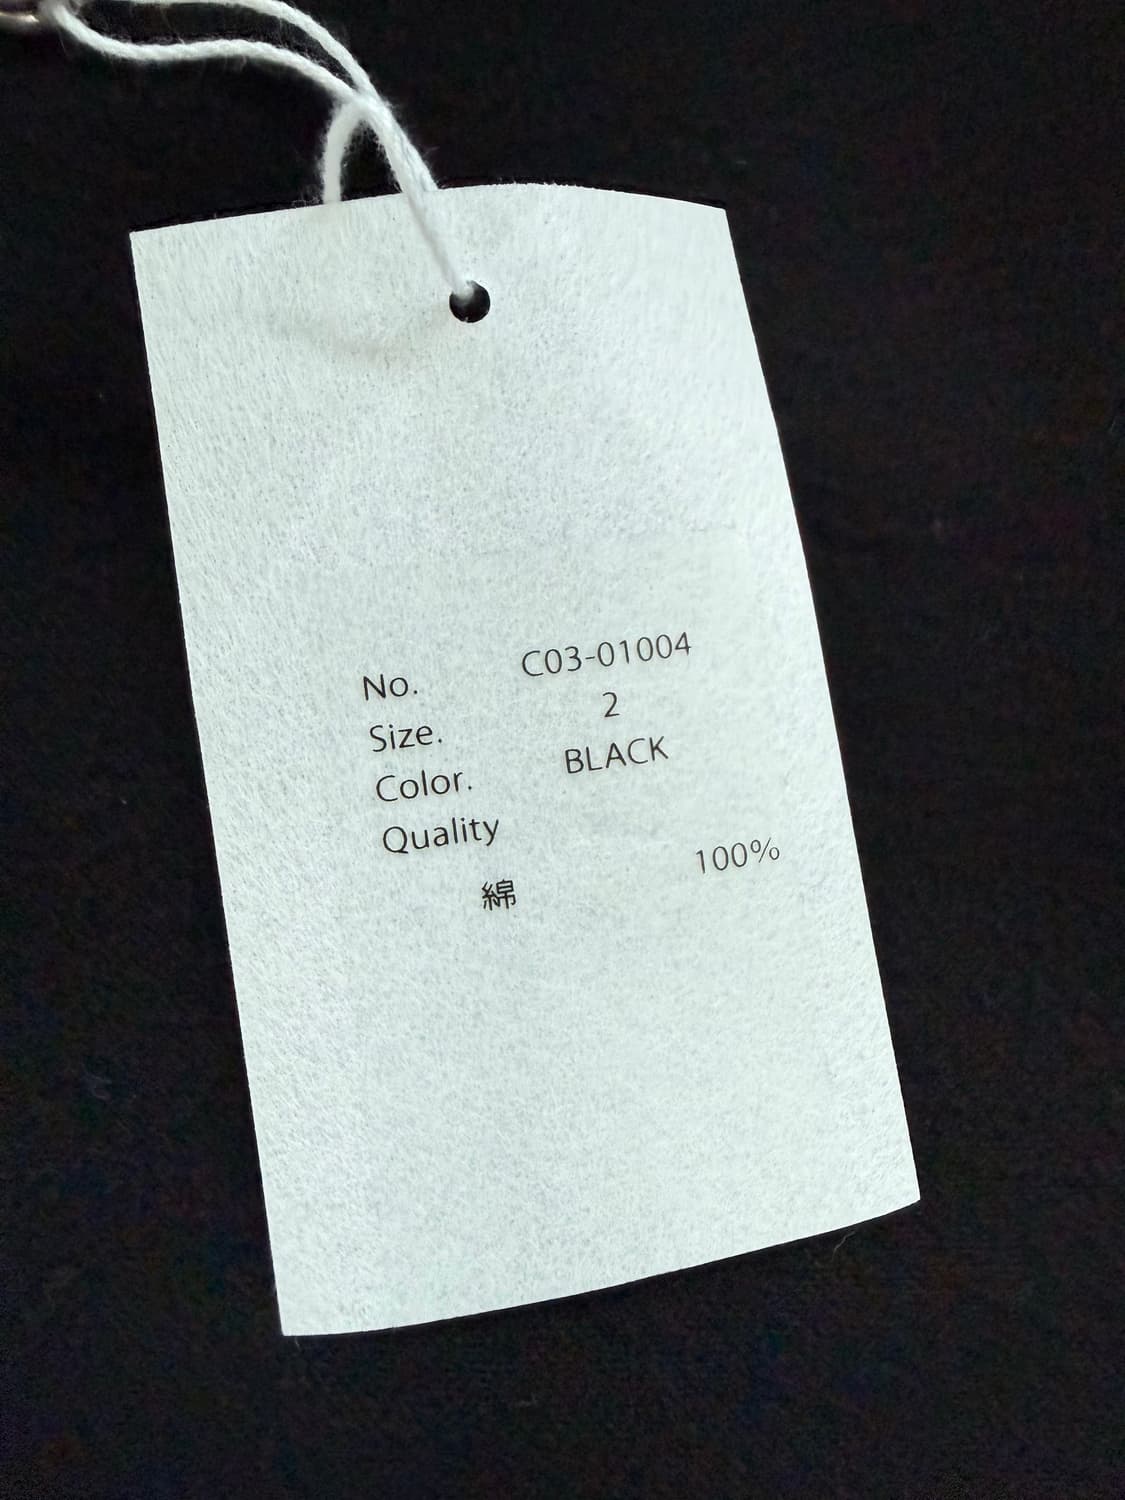 No. C03-01004
Size. 2
Color. BLACK
Quality
綿 100%